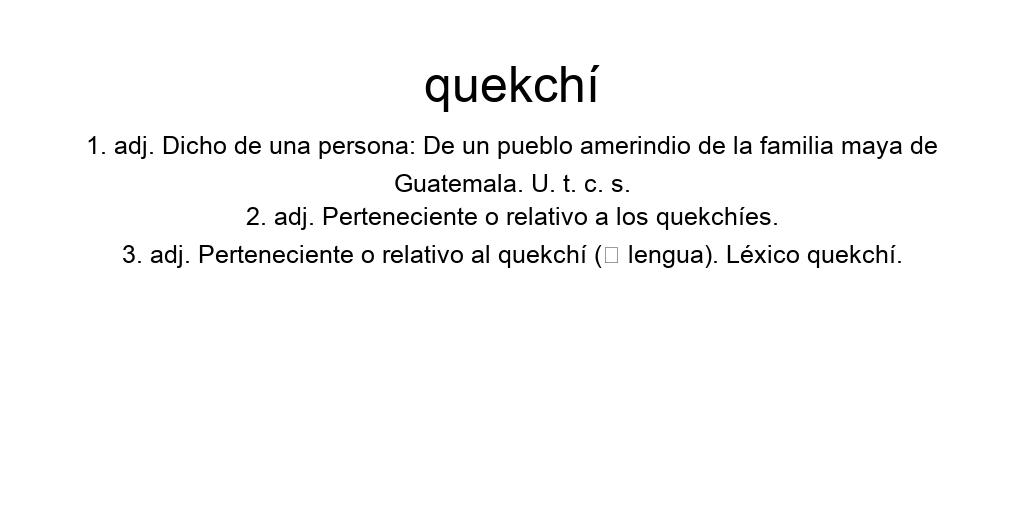 quekchí
1. adj. Dicho de una persona: De un pueblo amerindio de la familia maya de
Guatemala. U. t. c. s.
2. adj. Perteneciente o relativo a los quekchíes.
3. adj. Perteneciente o relativo al quekchí (□ lengua). Léxico quekchí.